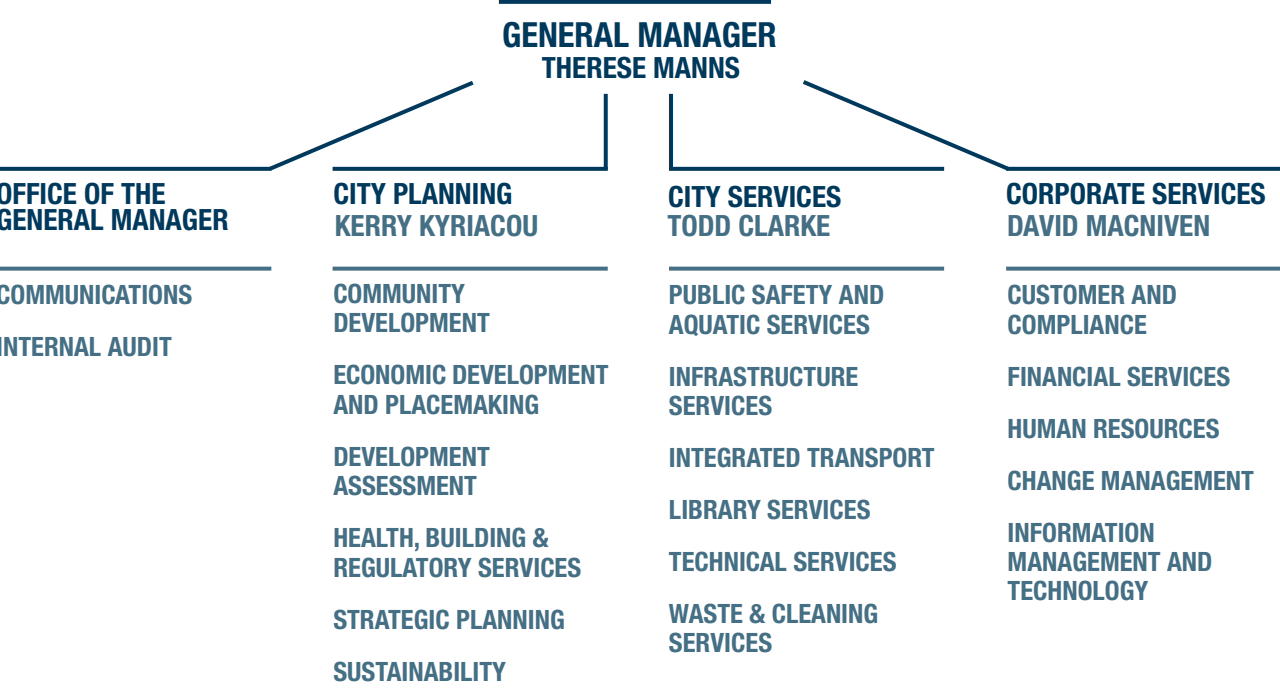 GENERAL MANAGER
THERESE MANNS
OFFICE OF THE
GENERAL MANAGER
COMMUNICATIONS
INTERNAL AUDIT
CITY PLANNING
KERRY KYRIACOU
COMMUNITY
DEVELOPMENT
ECONOMIC DEVELOPMENT
AND PLACEMAKING
DEVELOPMENT
ASSESSMENT
HEALTH, BUILDING &
REGULATORY SERVICES
STRATEGIC PLANNING
SUSTAINABILITY
CITY SERVICES
TODD CLARKE
PUBLIC SAFETY AND
AQUATIC SERVICES
INFRASTRUCTURE
SERVICES
INTEGRATED TRANSPORT
LIBRARY SERVICES
TECHNICAL SERVICES
WASTE & CLEANING
SERVICES
CORPORATE SERVICES
DAVID MACNIVEN
CUSTOMER AND
COMPLIANCE
FINANCIAL SERVICES
HUMAN RESOURCES
CHANGE MANAGEMENT
INFORMATION
MANAGEMENT AND
TECHNOLOGY